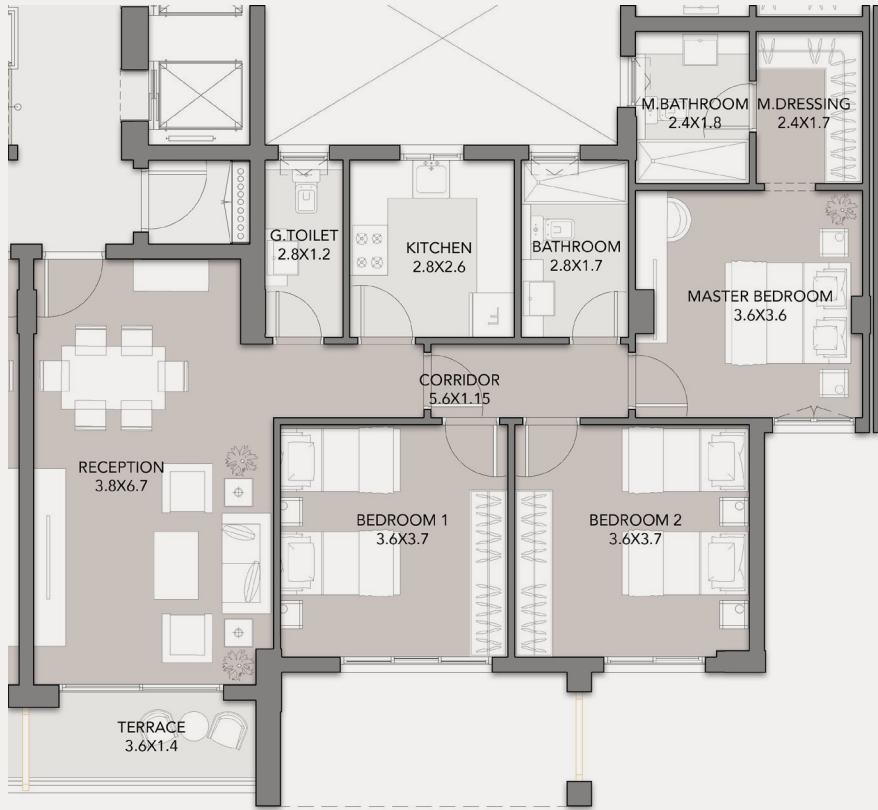 M.BATHROOM
2.4X1.8
M.DRESSING
2.4X1.7
G.TOILET
2.8X1.2
KITCHEN
2.8X2.6
BATHROOM
2.8X1.7
MASTER BEDROOM
3.6X3.6
CORRIDOR
5.6X1.15
RECEPTION
3.8X6.7
BEDROOM 1
3.6X3.7
BEDROOM 2
3.6X3.7
TERRACE
3.6X1.4